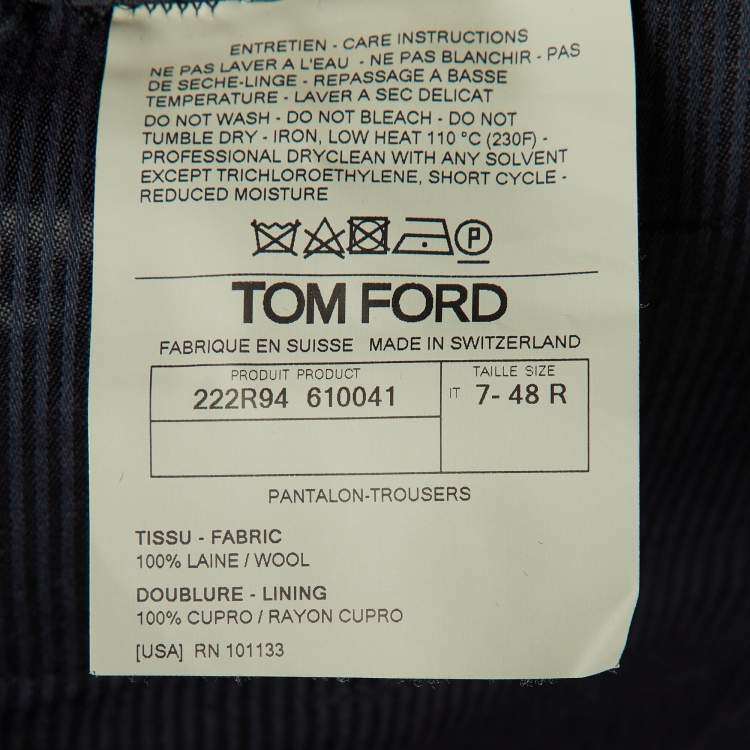 ENTRETIEN - CARE INSTRUCTIONS
NE PAS LAVER A L'EAU - NE PAS BLANCHIR - PAS
DE SECHE-LINGE - REPASSAGE A BASSE
TEMPERATURE - LAVER A SEC DELICAT
DO NOT WASH - DO NOT BLEACH - DO NOT
TUMBLE DRY - IRON, LOW HEAT 110 °C (230F) -
PROFESSIONAL DRYCLEAN WITH ANY SOLVENT
EXCEPT TRICHLOROETHYLENE, SHORT CYCLE -
REDUCED MOISTURE
P
TOM FORD
FABRIQUE EN SUISSE MADE IN SWITZERLAND
PRODUIT PRODUCT
222R94 610041
TAILLE SIZE
IT 7- 48 R
PANTALON-TROUSERS
TISSU - FABRIC
100% LAINE / WOOL
DOUBLURE - LINING
100% CUPRO / RAYON CUPRO
[USA] RN 101133